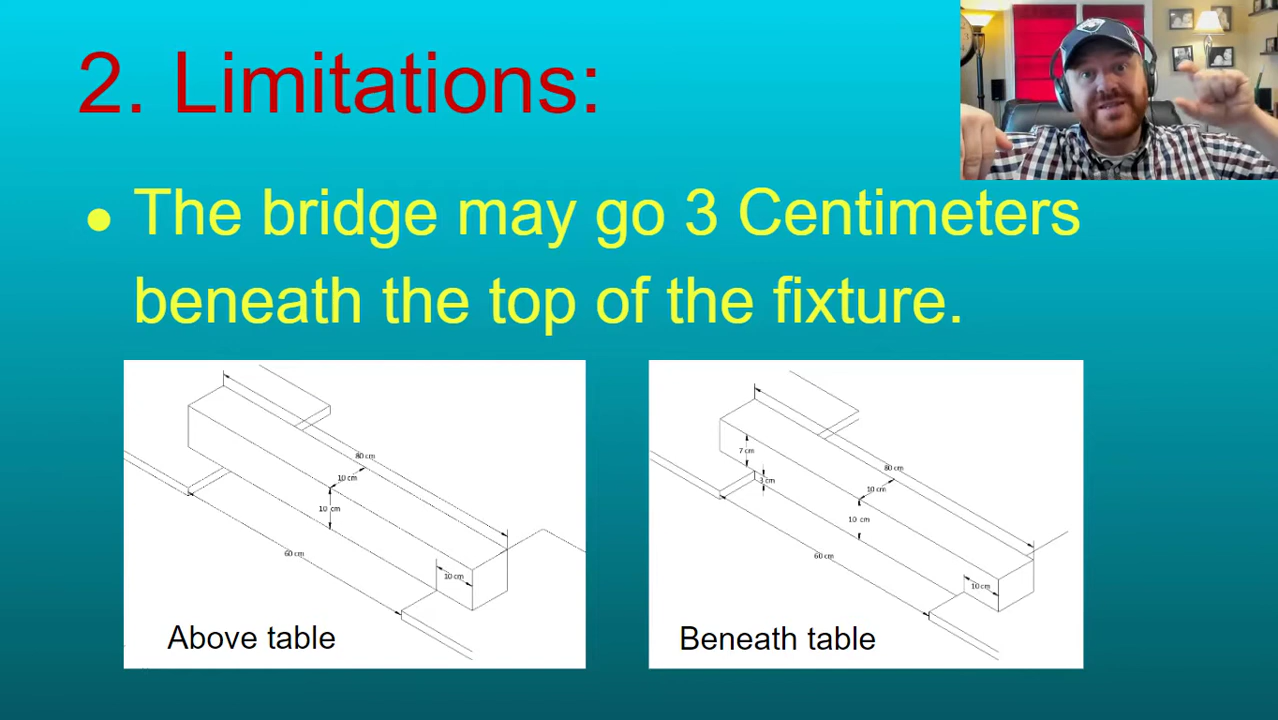 2. Limitations:
• The bridge may go 3 Centimeters
beneath the top of the fixture.
80 cm
10 cm
10 cm
60 cm
10 cm
Above table
7 cm
3 cm
80 cm
10 cm
10 cm
60 cm
10 cm
Beneath table